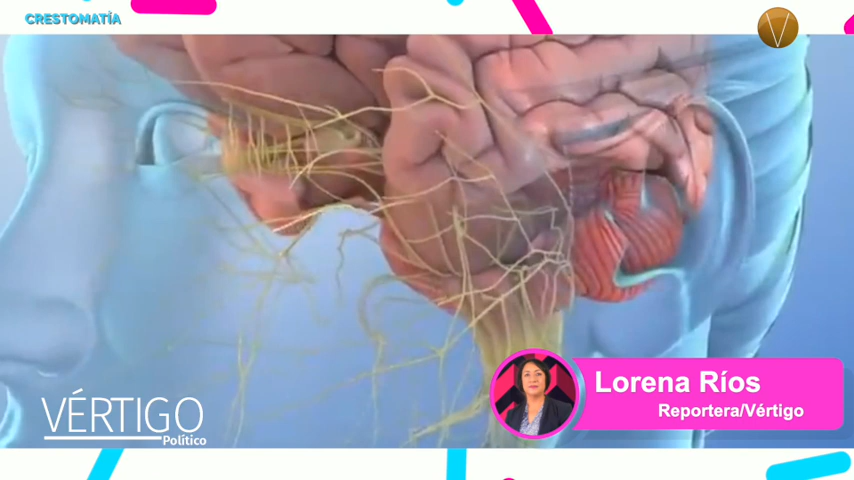 CRESTOMATÍA
V
Lorena Ríos
Reportera/Vértigo
VÉRTIGO
Político